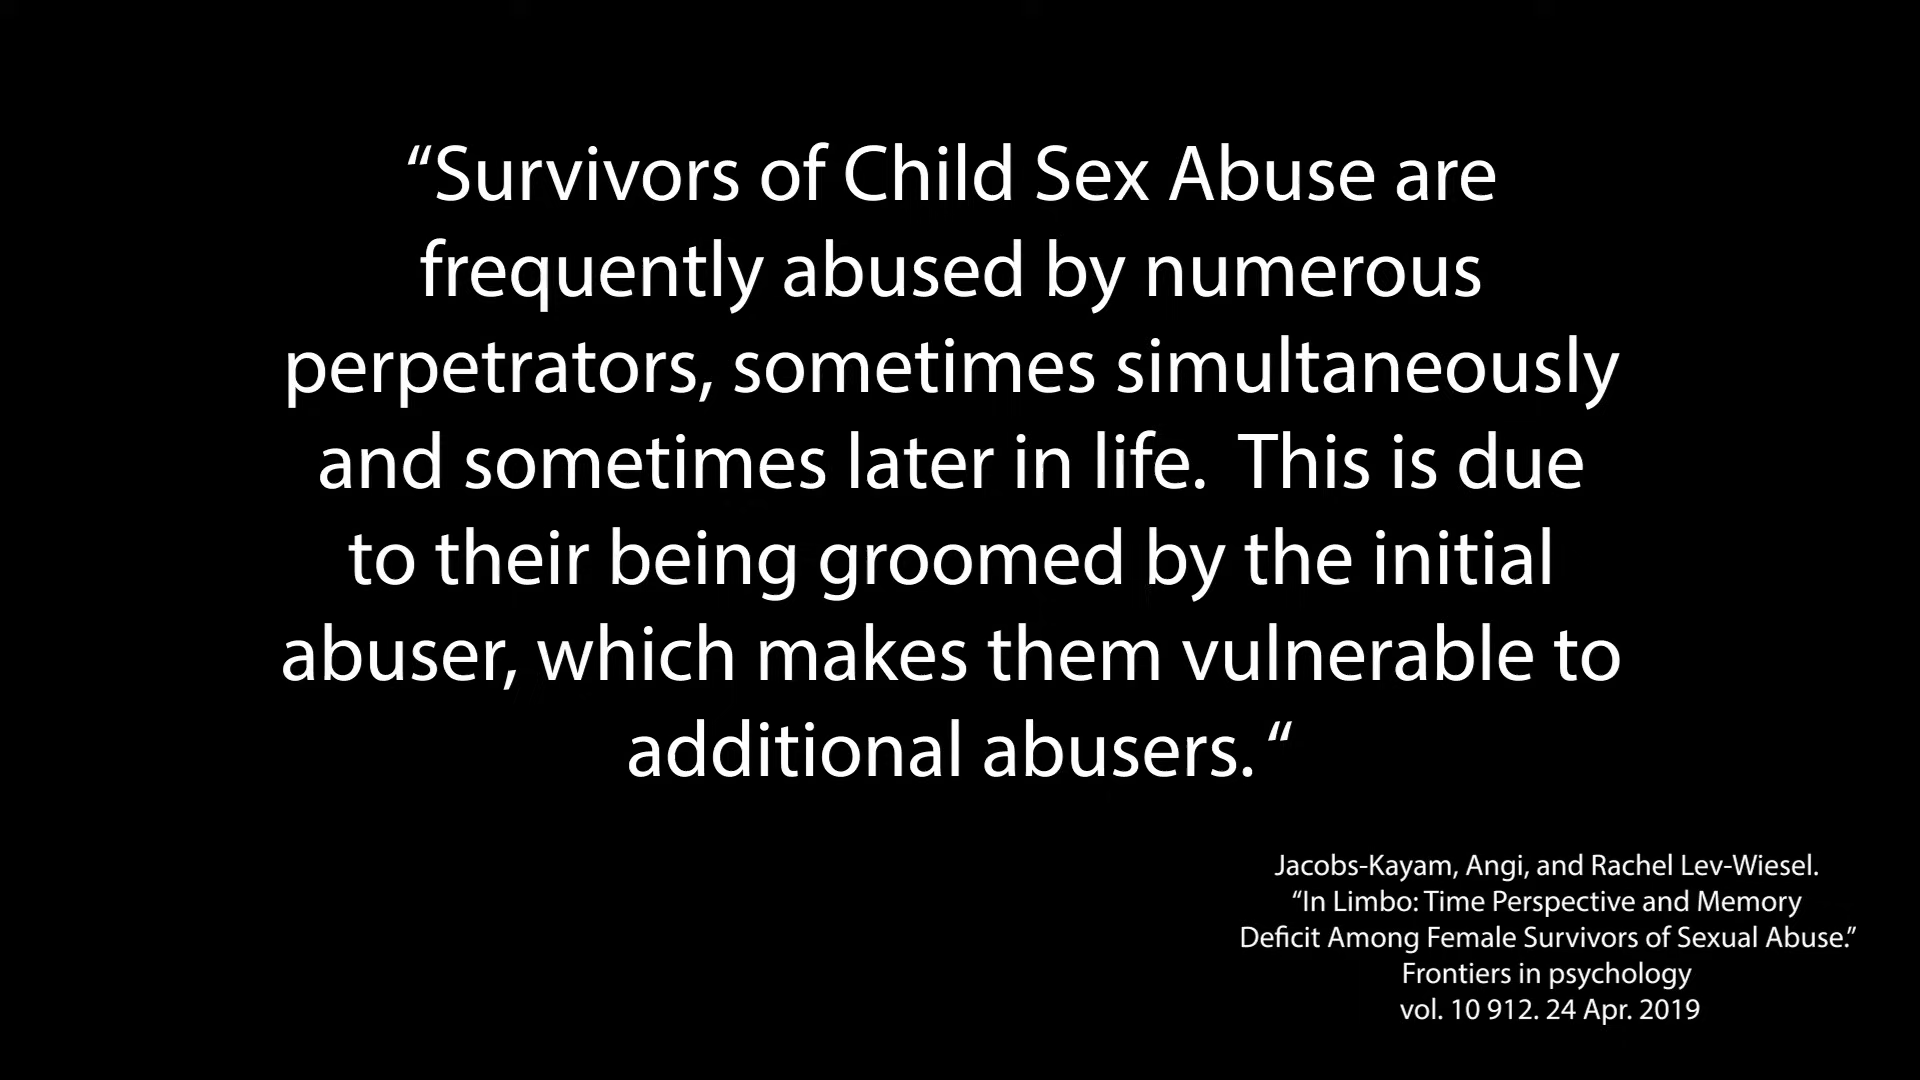 “Survivors of Child Sex Abuse are
frequently abused by numerous
perpetrators, sometimes simultaneously
and sometimes later in life.  This is due
to their being groomed by the initial
abuser, which makes them vulnerable to
additional abusers. “
Jacobs-Kayam, Angi, and Rachel Lev-Wiesel.
“In Limbo: Time Perspective and Memory
Deficit Among Female Survivors of Sexual Abuse.”
Frontiers in psychology
vol. 10 912. 24 Apr. 2019